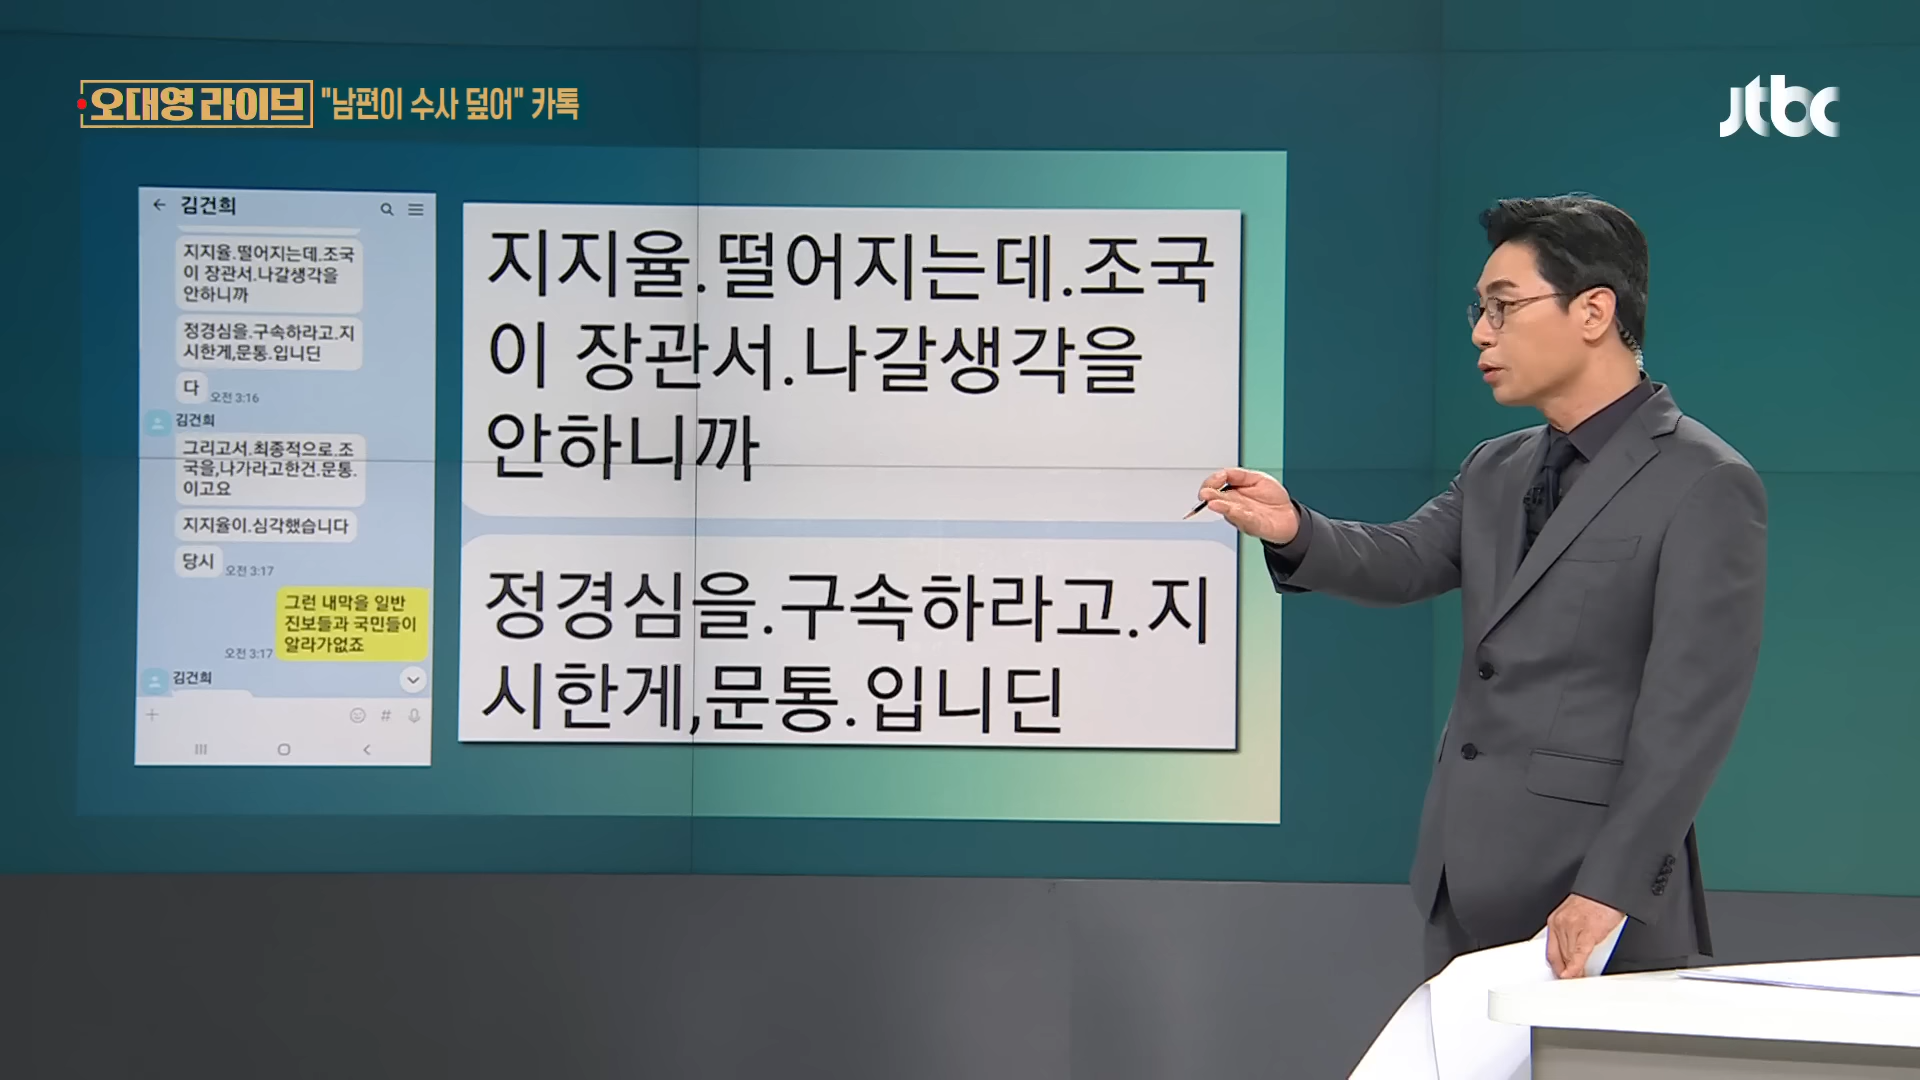 오대영 라이브 "남편이 수사 덮어" 카톡
jtbc
김건희
지지율.떨어지는데.조국
이 장관서.나갈생각을
안하니까
정경심을.구속하라고.지
시한게,문통.입니딘
다
오전 3:16
김건희
그리고서.최종적으로.조
국을,나가라고한건.문통.
이고요
지지율이.심각했습니다
당시
오전 3:17
그런 내막을 일반
진보들과 국민들이
알라가없죠
오전 3:17
김건희
#
지지율.떨어지는데.조국
이 장관서.나갈생각을
안하니까
정경심을.구속하라고.지
시한게,문통.입니딘